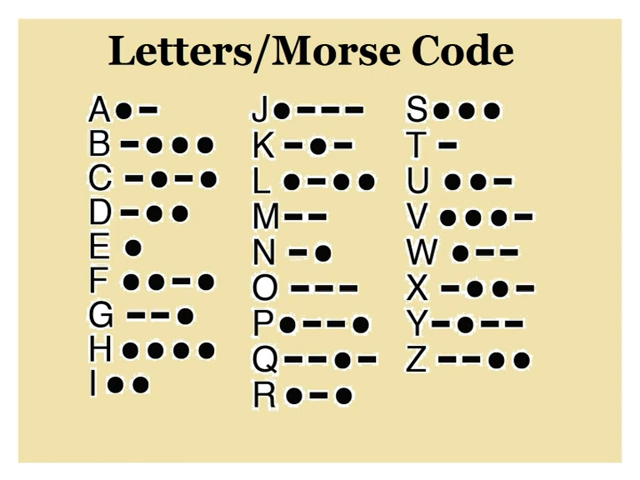 Letters/Morse Code
A ● –
B – ● ● ●
C – ● – ●
D – ● ●
E ●
F ● ● – ●
G – – ●
H ● ● ● ●
I ● ●
J ● – – –
K – ● –
L ● – ● ●
M – –
N – ●
O – – –
P ● – – ●
Q – – ● –
R ● – ●
S ● ● ●
T –
U ● ● –
V ● ● ● –
W ● – –
X – ● ● –
Y – ● – –
Z – – ● ●